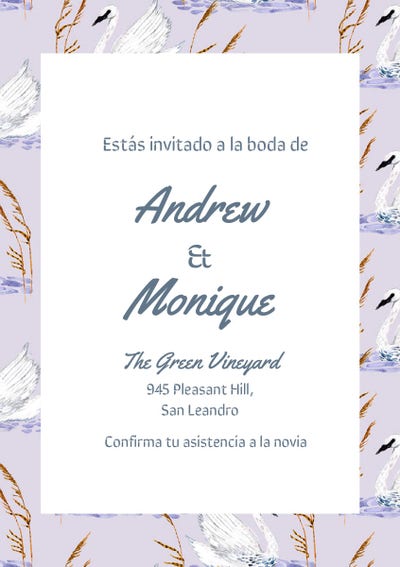 Estás invitado a la boda de
Andrew
&
Monique
The Green Vineyard
945 Pleasant Hill,
San Leandro
Confirma tu asistencia a la novia